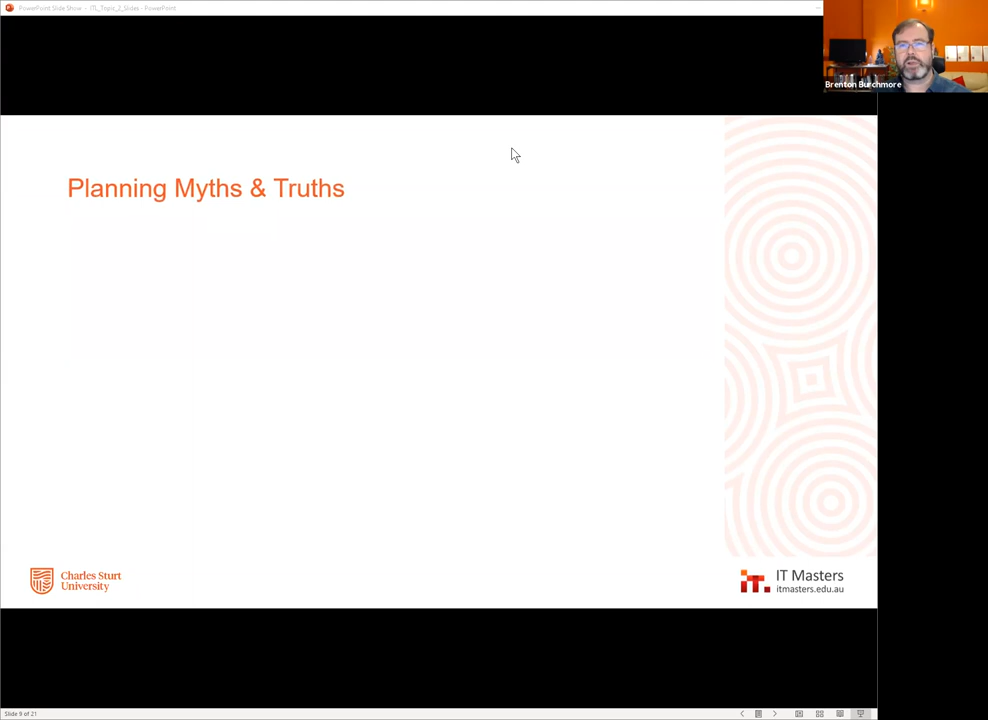 PowerPoint Slide Show - ITL_Topic_2_Slides - PowerPoint
Brenton Burchmore
Planning Myths & Truths
Charles Sturt
University
IT Masters
itmasters.edu.au
Slide 9 of 21